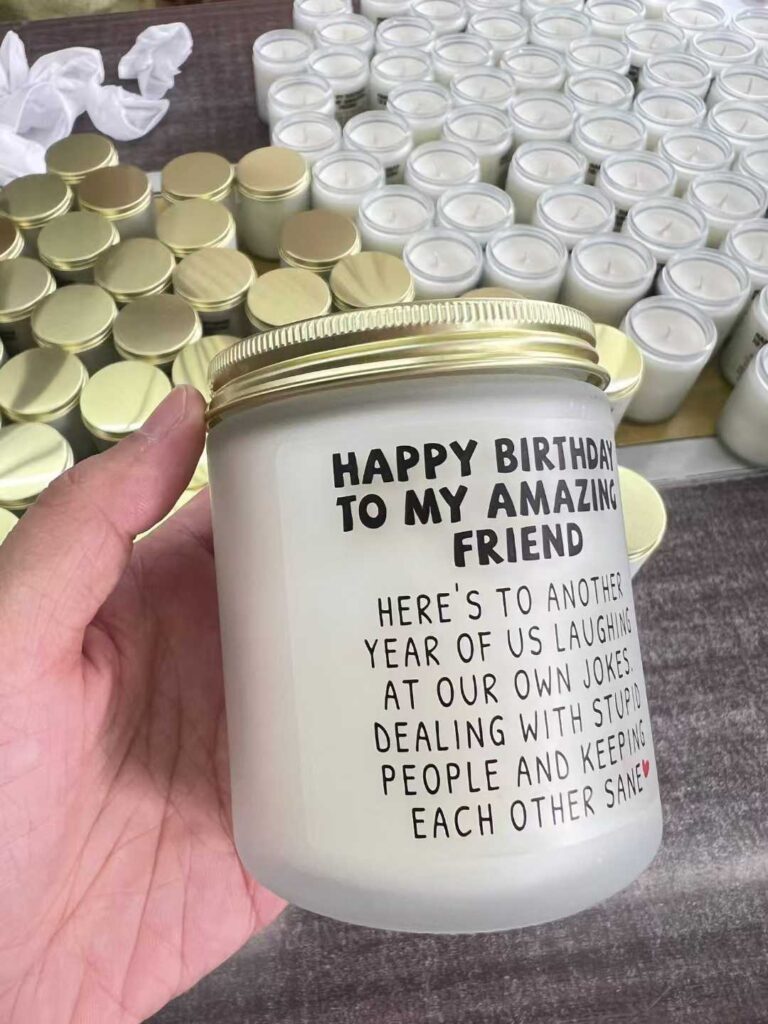 HAPPY BIRTHDAY
TO MY AMAZING
FRIEND
HERE'S TO ANOTHER
YEAR OF US LAUGHING
AT OUR OWN JOKES.
DEALING WITH STUPID
PEOPLE AND KEEPING
EACH OTHER SANE